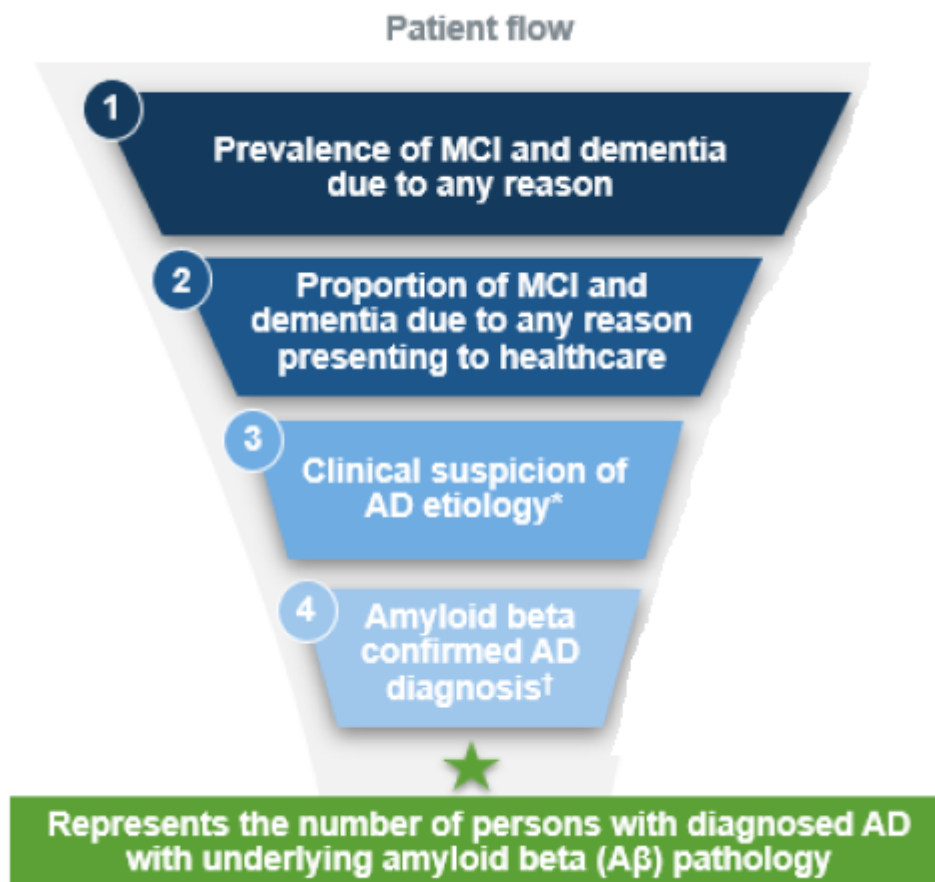 Patient flow
1
Prevalence of MCI and dementia
due to any reason
2
Proportion of MCI and
dementia due to any reason
presenting to healthcare
3
Clinical suspicion of
AD etiology*
4
Amyloid beta
confirmed AD
diagnosis†
Represents the number of persons with diagnosed AD
with underlying amyloid beta (Aβ) pathology